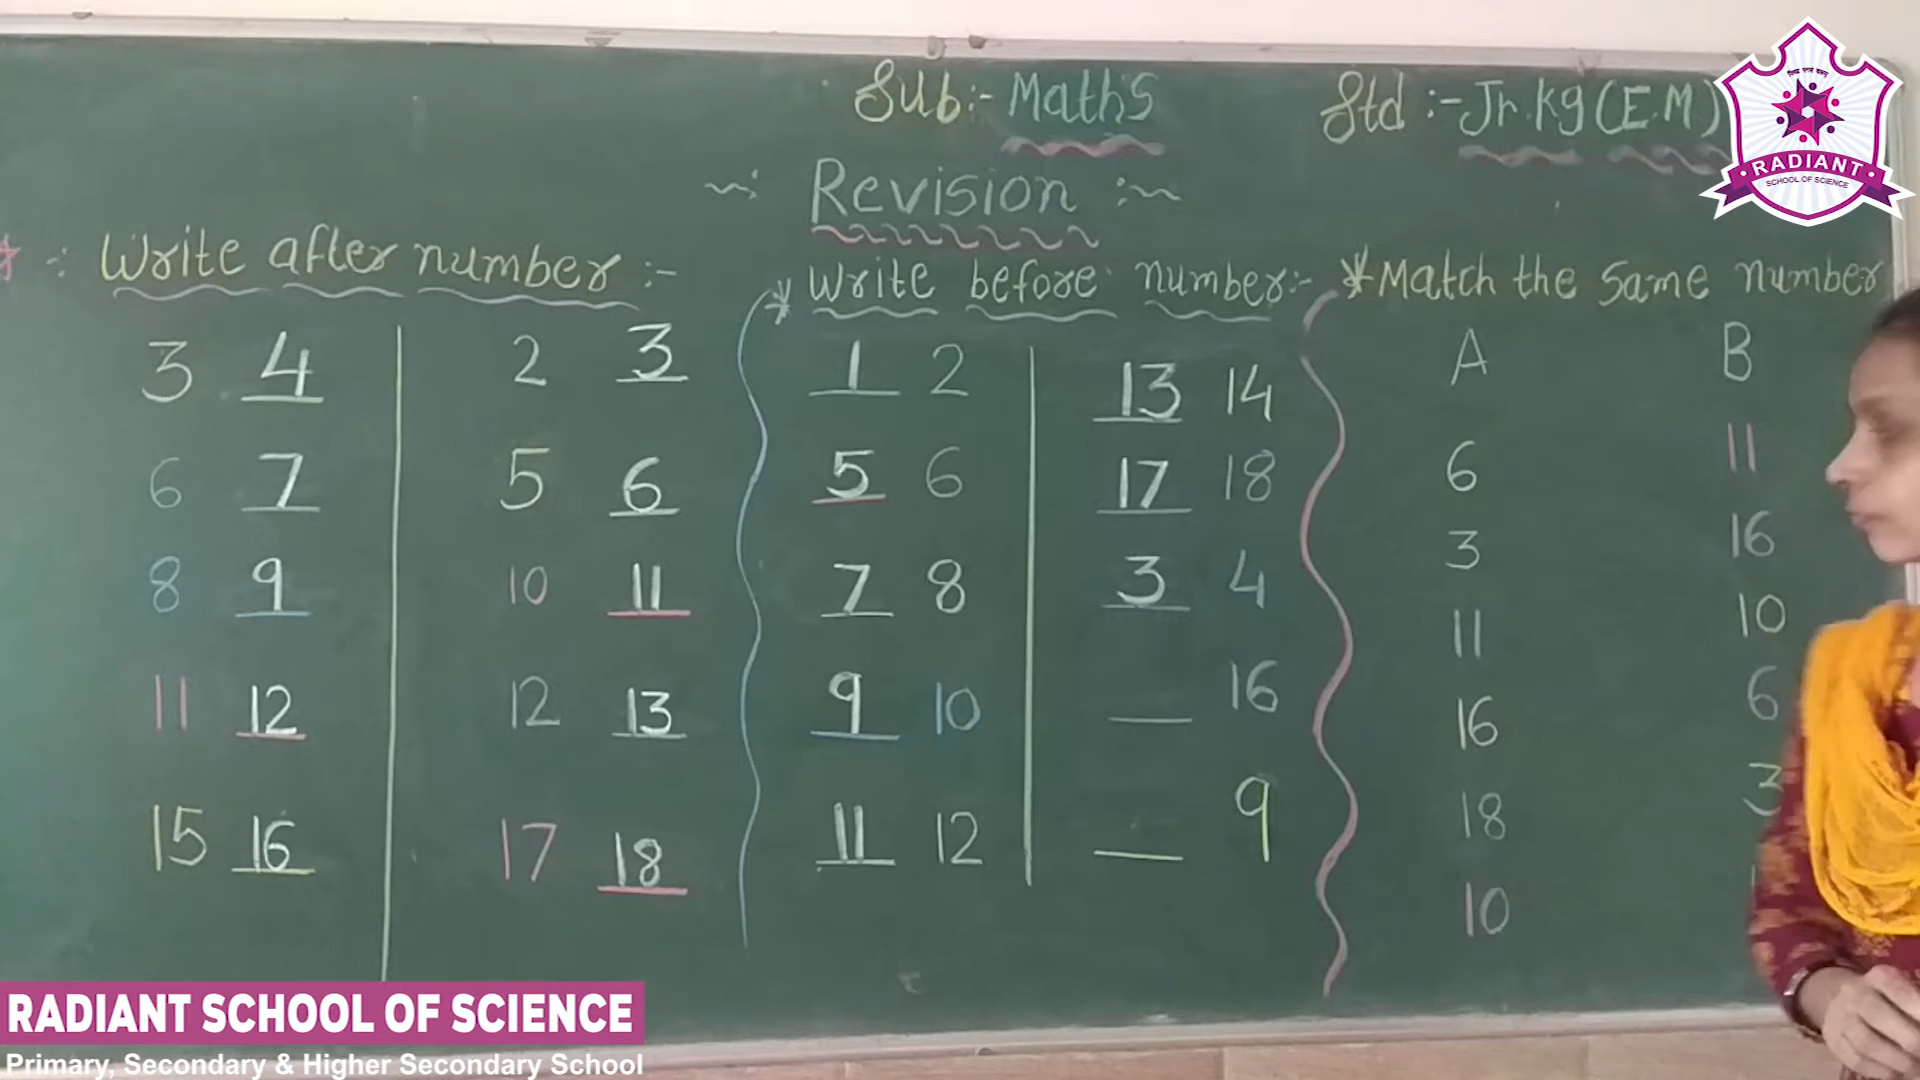 Sub:- Maths
Std :- Jr.Kg (E.M)
Revision
Write after number :-
3 4
6 7
8 9
11 12
15 16
2 3
5 6
10 11
12 13
17 18
* Write before number:-
1 2
5 6
7 8
9 10
11 12
13 14
17 18
3 4
__ 16
__ 9
* Match the same number
A B
6 11
3 16
11 10
16 6
18 3
10
RADIANT
SCHOOL OF SCIENCE
RADIANT SCHOOL OF SCIENCE
Primary, Secondary & Higher Secondary School